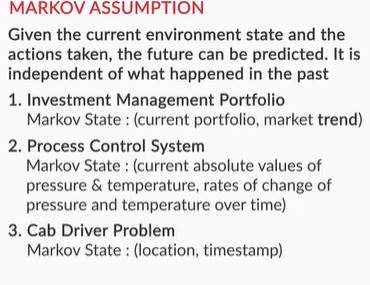 MARKOV ASSUMPTION
Given the current environment state and the
actions taken, the future can be predicted. It is
independent of what happened in the past
1. Investment Management Portfolio
Markov State : (current portfolio, market trend)
2. Process Control System
Markov State : (current absolute values of
pressure & temperature, rates of change of
pressure and temperature over time)
3. Cab Driver Problem
Markov State : (location, timestamp)